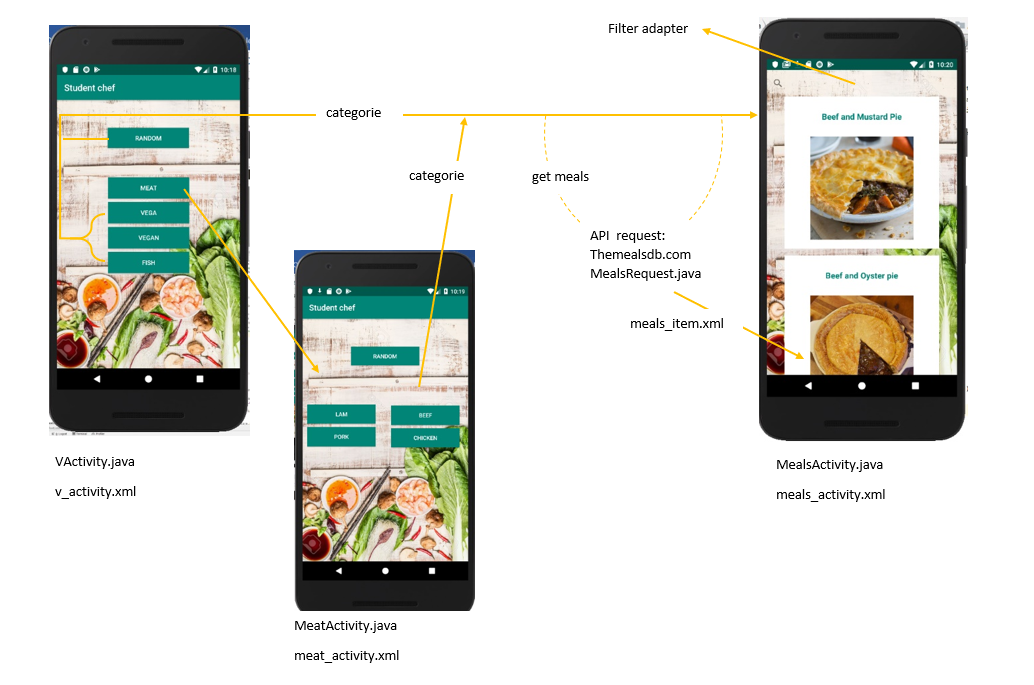 Filter adapter
10:18
Student chef
RANDOM
MEAT
VEGA
VEGAN
FISH
categorie
categorie
get meals
API  request:
Themealsdb.com
MealsRequest.java
meals_item.xml
10:20
Beef and Mustard Pie
Beef and Oyster pie
10:19
Student chef
RANDOM
LAM
BEEF
PORK
CHICKEN
VActivity.java
v_activity.xml
MealsActivity.java
meals_activity.xml
MeatActivity.java
meat_activity.xml